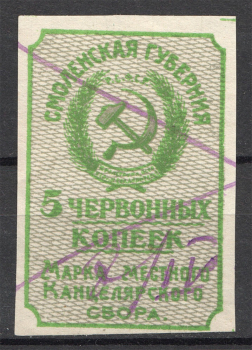 СМОЛЕНСКАЯ ГУБЕРНИЯ
Р.С.Ф.С.Р.
5 ЧЕРВОННЫХ
КОПЕЕК
МАРКА МЕСТНОГО
КАНЦЕЛЯРСКОГО
СБОРА